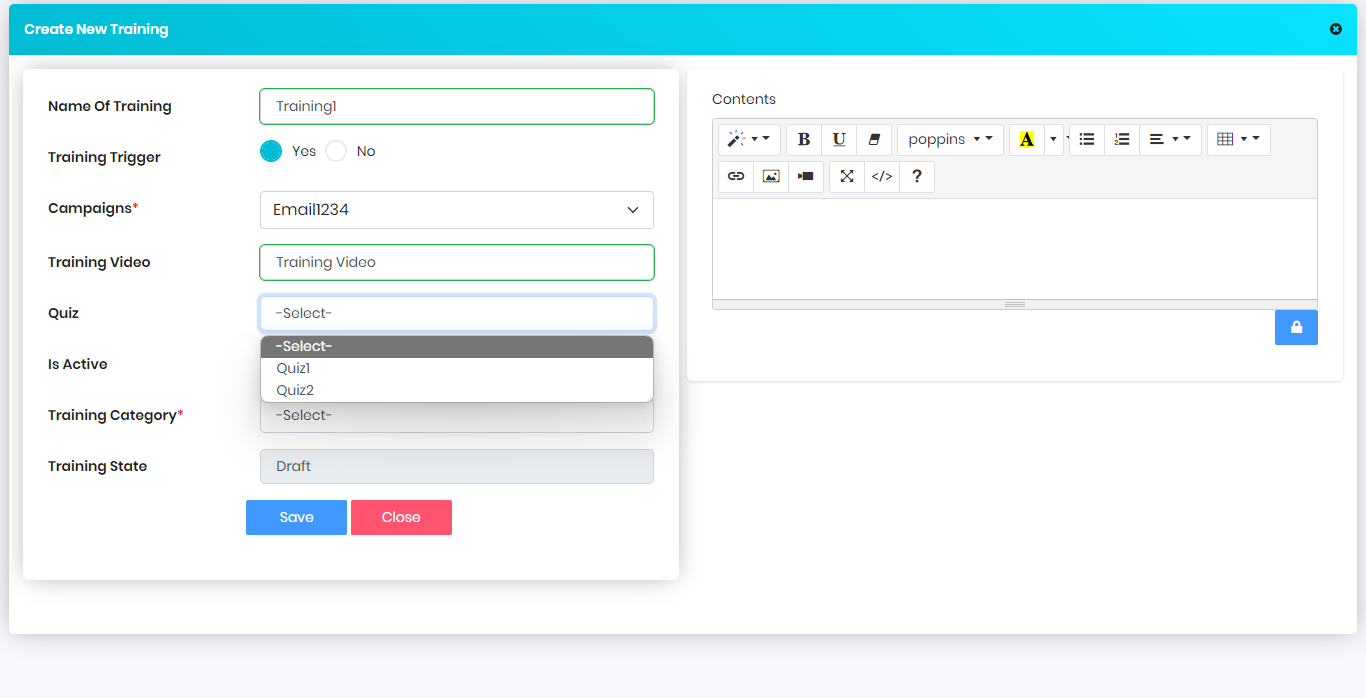 Create New Training
Name Of Training
Training1
Training Trigger
Yes
No
Campaigns*
Email1234
Training Video
Training Video
Quiz
-Select-
-Select-
Quiz1
Quiz2
Is Active
Training Category*
-Select-
Training State
Draft
Save
Close
Contents
B
U
poppins
A
</>
?